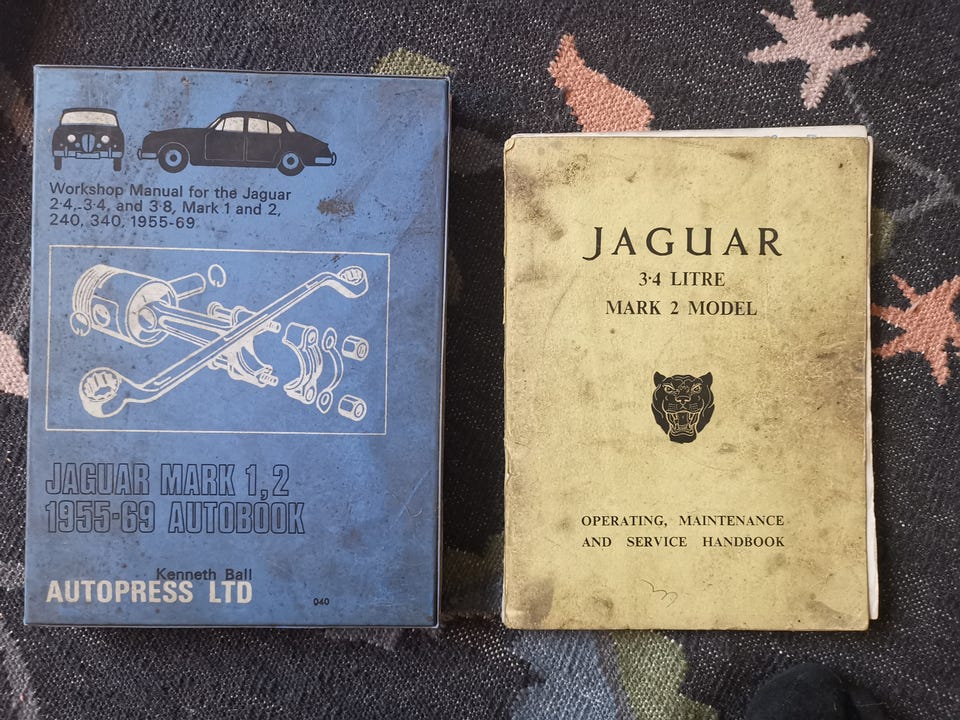 Workshop Manual for the Jaguar
2·4, 3·4, and 3·8, Mark 1 and 2,
240, 340, 1955-69
JAGUAR MARK 1,2
1955-69 AUTOBOOK
Kenneth Ball
AUTOPRESS LTD
040
JAGUAR
3·4 LITRE
MARK 2 MODEL
OPERATING, MAINTENANCE
AND SERVICE HANDBOOK